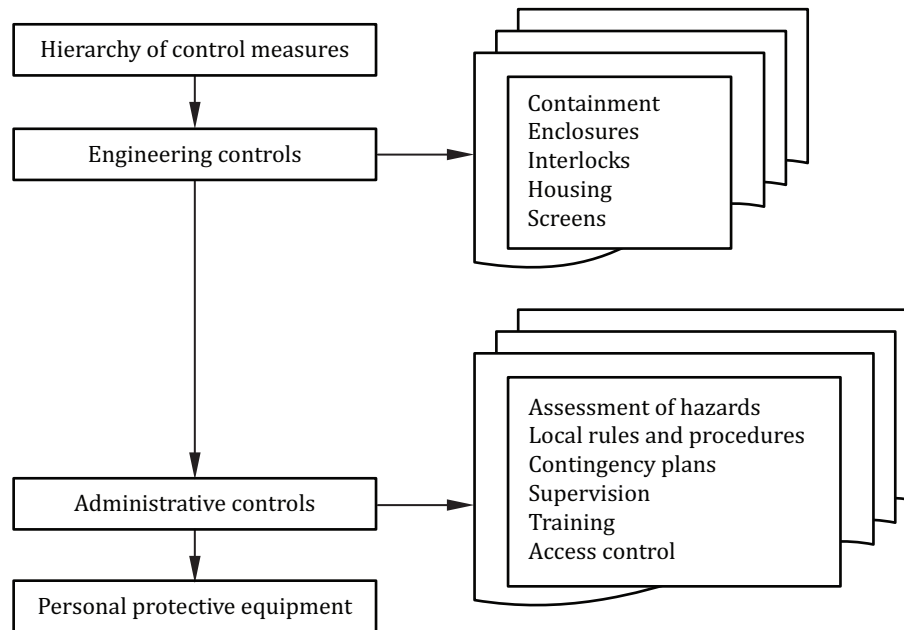 Hierarchy of control measures
Engineering controls
Containment
Enclosures
Interlocks
Housing
Screens
Administrative controls
Assessment of hazards
Local rules and procedures
Contingency plans
Supervision
Training
Access control
Personal protective equipment